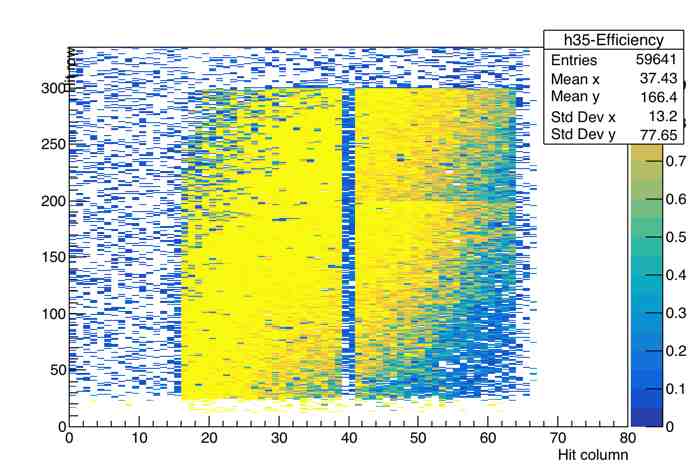 h35-Efficiency
Entries 59641
Mean x 37.43
Mean y 166.4
Std Dev x 13.2
Std Dev y 77.65
300
250
200
150
100
50
0
0 10 20 30 40 50 60 70 80
Hit column
0.7
0.6
0.5
0.4
0.3
0.2
0.1
0